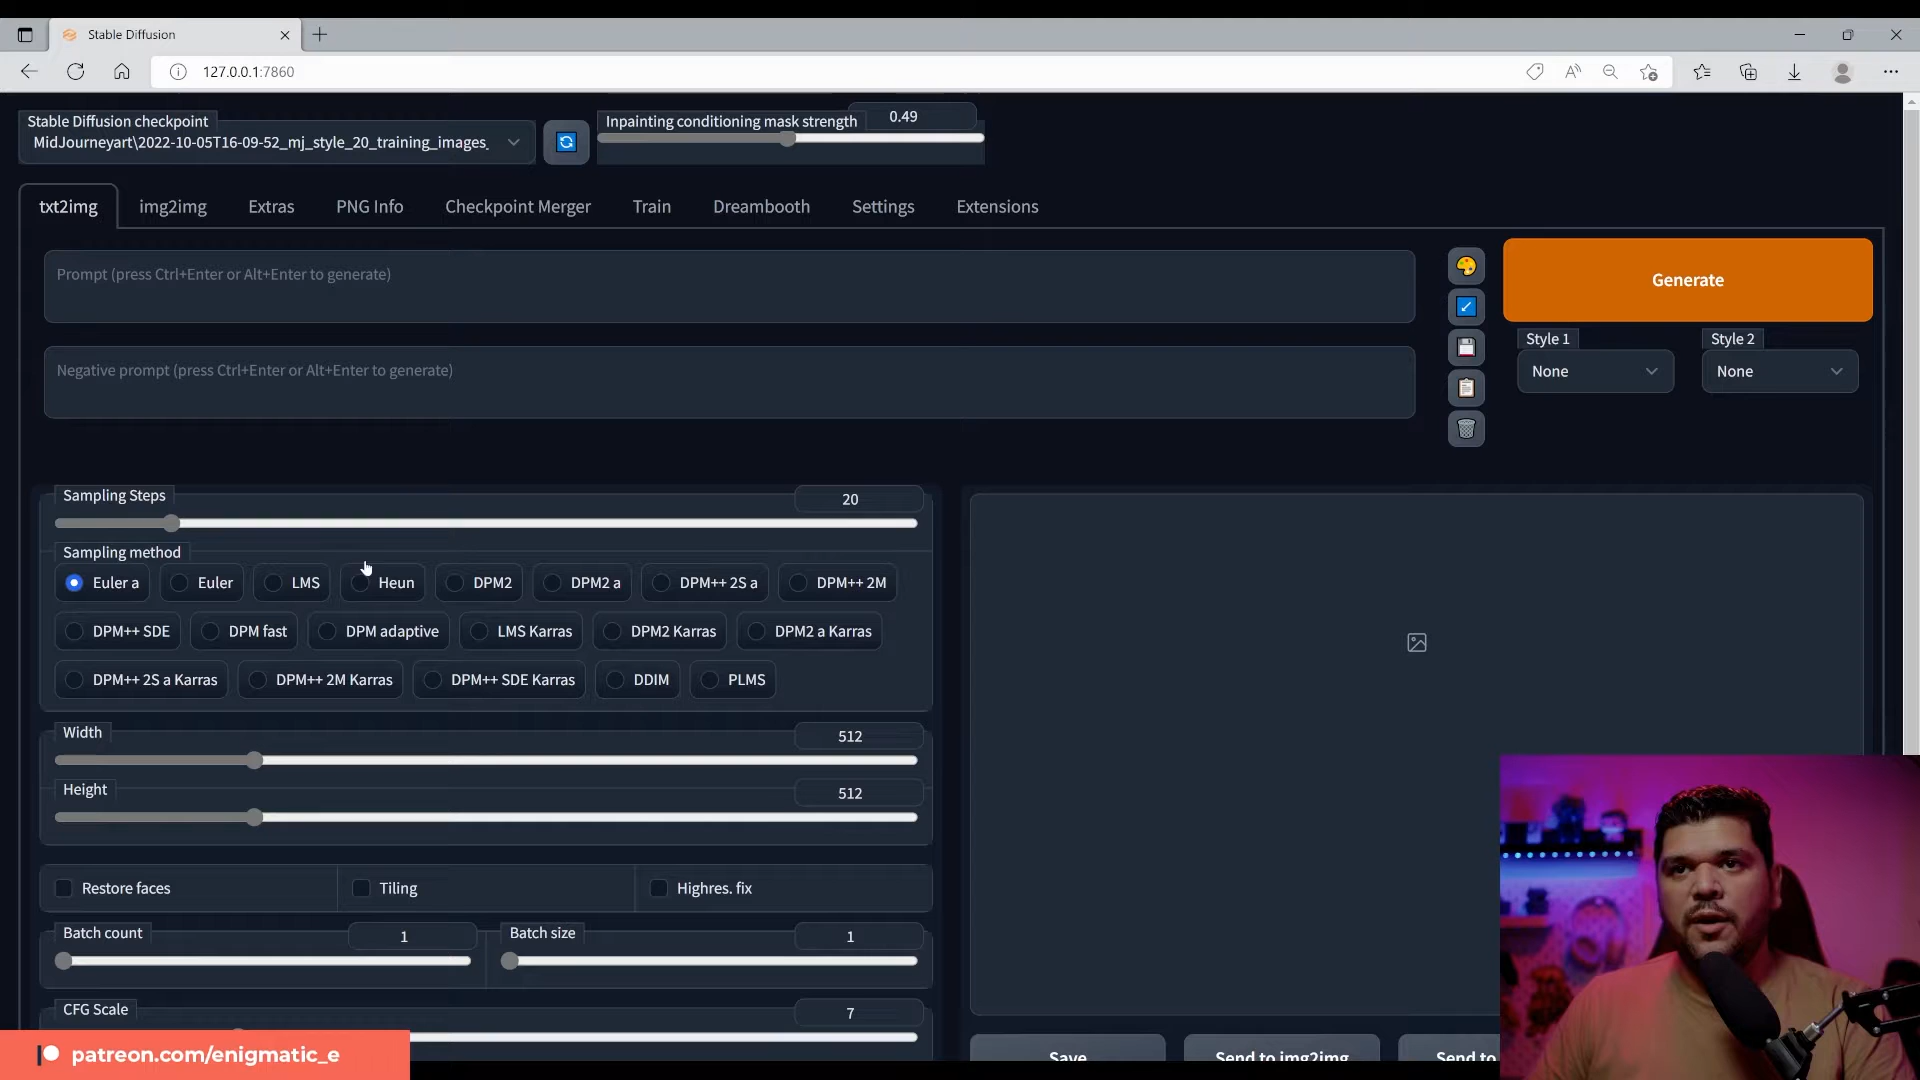 Stable Diffusion
127.0.0.1:7860
Stable Diffusion checkpoint
MidJourneyart\2022-10-05T16-09-52_mj_style_20_training_images_
Inpainting conditioning mask strength
0.49
txt2img img2img Extras PNG Info Checkpoint Merger Train Dreambooth Settings Extensions
Prompt (press Ctrl+Enter or Alt+Enter to generate)
Generate
Negative prompt (press Ctrl+Enter or Alt+Enter to generate)
Style 1 Style 2
None None
Sampling Steps
20
Sampling method
Euler a Euler LMS Heun DPM2 DPM2 a DPM++ 2S a DPM++ 2M
DPM++ SDE DPM fast DPM adaptive LMS Karras DPM2 Karras DPM2 a Karras
DPM++ 2S a Karras DPM++ 2M Karras DPM++ SDE Karras DDIM PLMS
Width
512
Height
512
Restore faces Tiling Highres. fix
Batch count 1 Batch size 1
CFG Scale
7
Save Send to img2img Send to
patreon.com/enigmatic_e